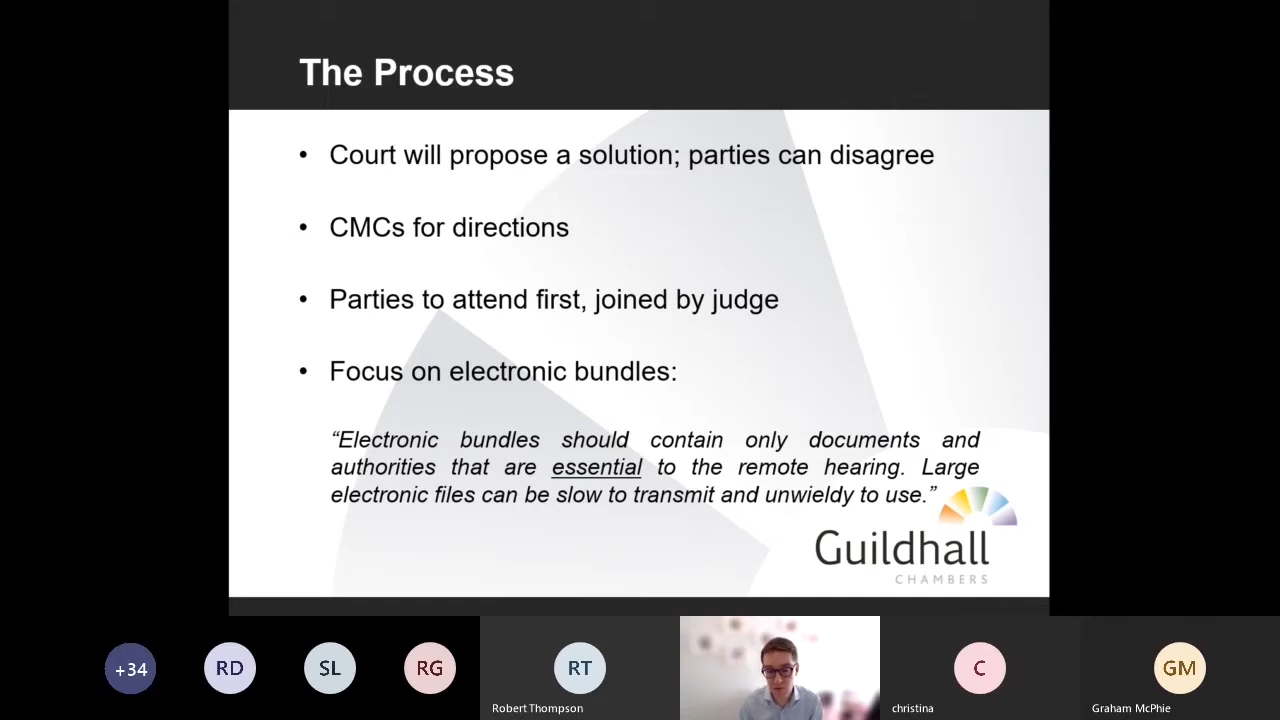 The Process
• Court will propose a solution; parties can disagree
• CMCs for directions
• Parties to attend first, joined by judge
• Focus on electronic bundles:
“Electronic bundles should contain only documents and
authorities that are essential to the remote hearing. Large
electronic files can be slow to transmit and unwieldy to use.”
Guildhall
CHAMBERS
+34
RD
SL
RG
RT
C
GM
Robert Thompson
christina
Graham McPhie